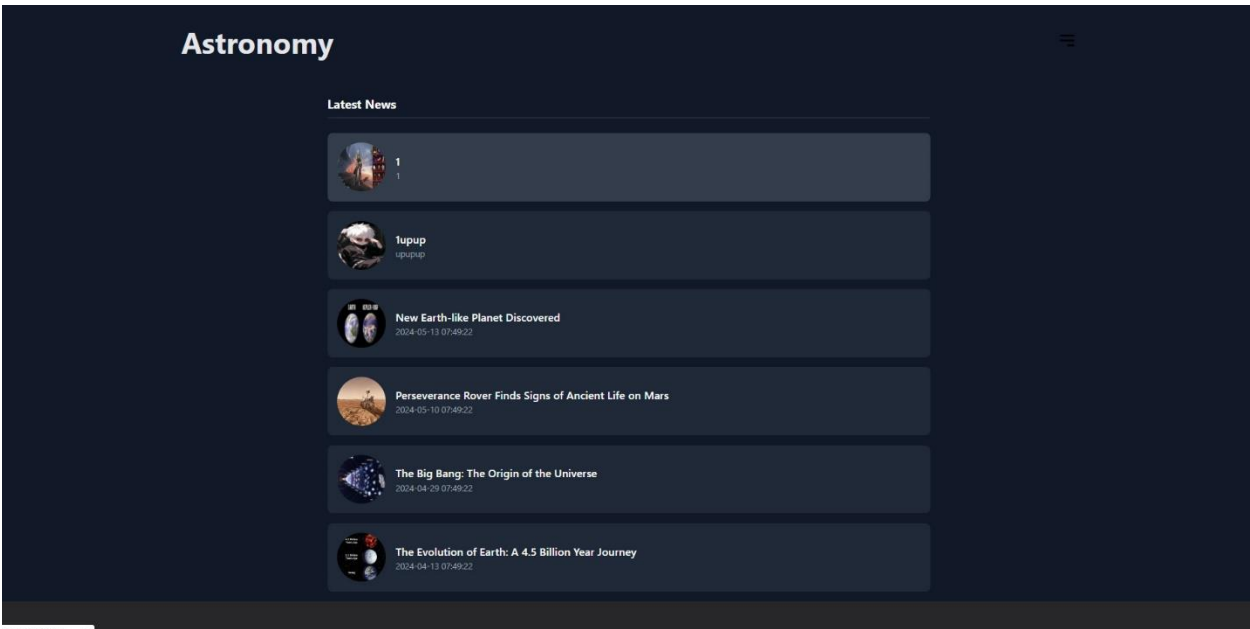 Astronomy
Latest News
1
1
1upup
upupup
New Earth-like Planet Discovered
2024-05-13 07:49:22
Perseverance Rover Finds Signs of Ancient Life on Mars
2024-05-10 07:49:22
The Big Bang: The Origin of the Universe
2024-04-29 07:49:22
The Evolution of Earth: A 4.5 Billion Year Journey
2024-04-13 07:49:22